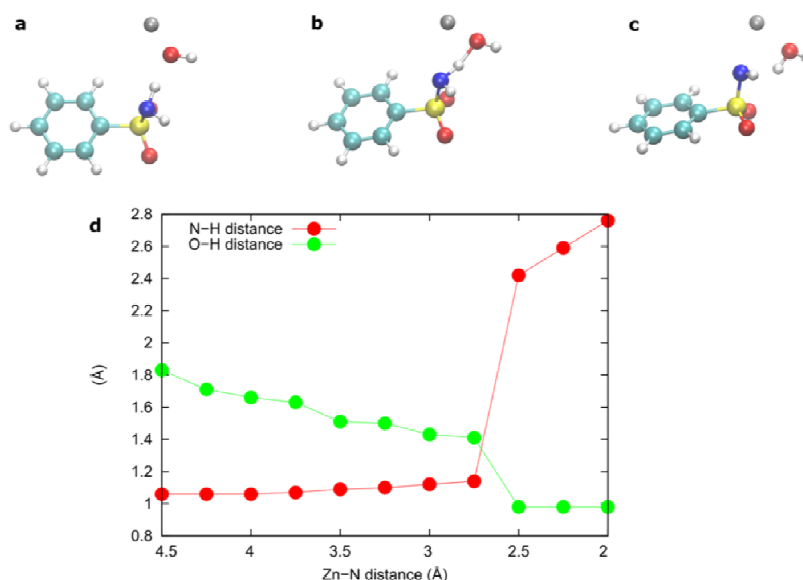 a
b
c
d
N−H distance
O−H distance
2.8
2.6
2.4
2.2
2
1.8
1.6
1.4
1.2
1
0.8
(Å)
4.5 4 3.5 3 2.5 2
Zn−N distance (Å)